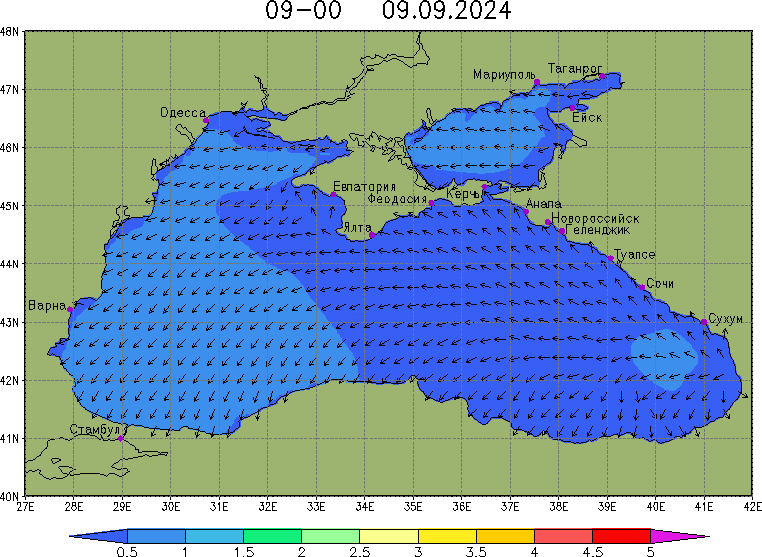 09-00 09.09.2024
48N
47N
46N
45N
44N
43N
42N
41N
40N
Таганрог
Мариуполь
Ейск
Одесса
Евпатория
Керчь
Феодосия
Анапа
Новороссийск
Ялта
Геленджик
Туапсе
Сочи
Варна
Сухум
Стамбул
27E 28E 29E 30E 31E 32E 33E 34E 35E 36E 37E 38E 39E 40E 41E 42E
0.5 1 1.5 2 2.5 3 3.5 4 4.5 5